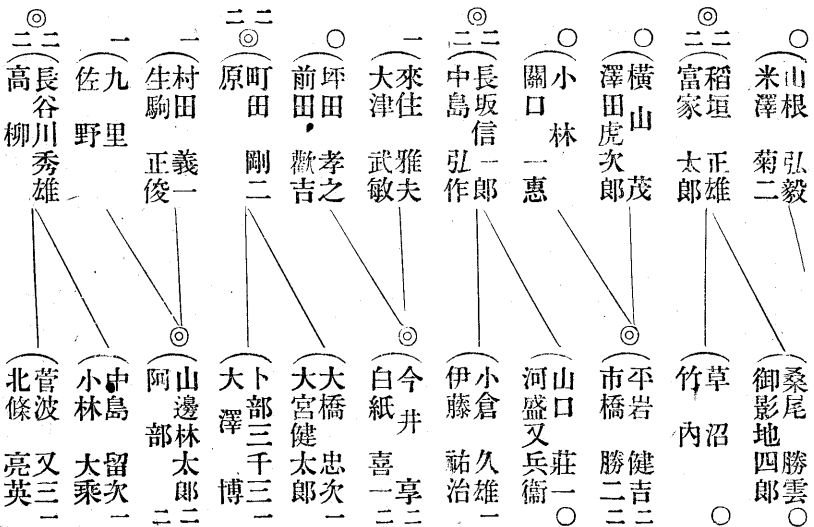 ○
山根 弘毅
米澤 菊二
◎
二 稻垣 正雄
二 富家 太郎
○
橫山 茂
澤田虎次郎
○
小林
關口 一惠
◎
二 長坂信一郎
二 中島 弘作
一
來住 雅夫
大津 武敏
○
坪田 孝之
前田 歡吉
◎
二 町田 剛二
二 原
一
村田 義一
生駒 正俊
一
九里
佐野
◎
二 長谷川秀雄
二 高柳
桑尾 勝雲
御影地四郎 ○
草沼
竹內 ○
◎
平岩 健吉 二
市橋 勝二 二
山口 莊一
河盛又兵衞 ○
小倉 久雄 一
伊藤 祐治
◎
今井 享 二
白紙 喜一 二
大橋 忠次 一
大宮健太郎
卜部三千三 一
大澤 博
◎
山邊林太郞 二
阿部 二
中島 留次 一
小林 大乘
菅波 又三 一
北條 亮英